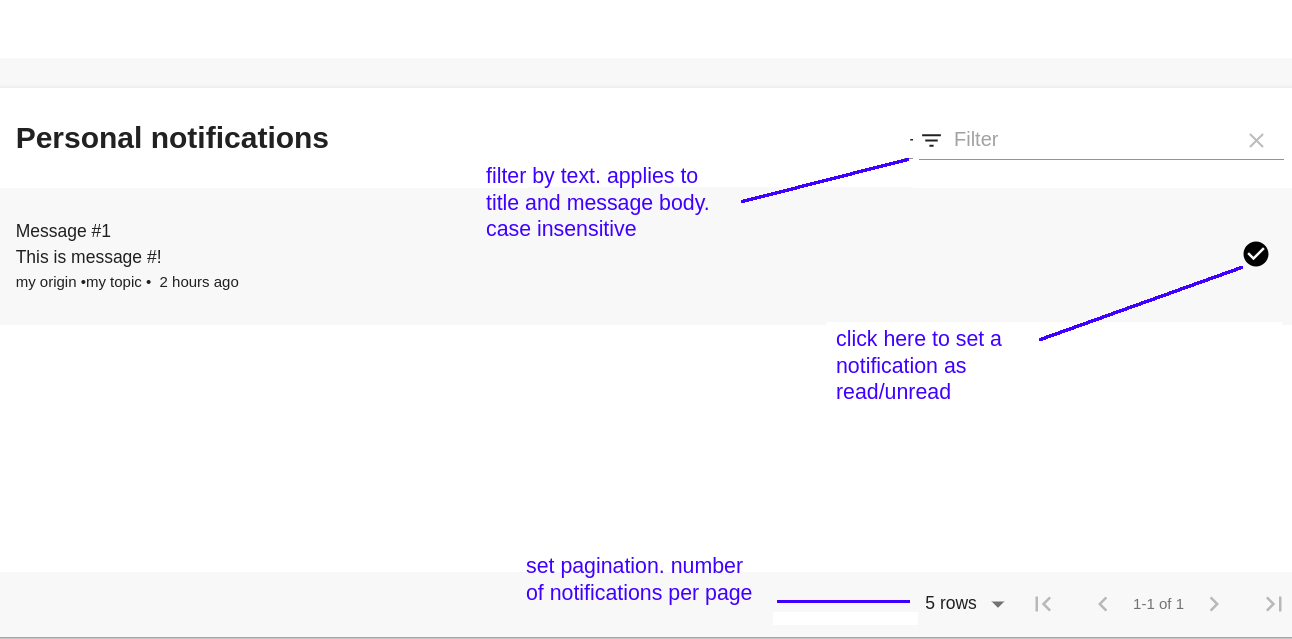 Personal notifications
Filter
filter by text. applies to
title and message body.
case insensitive
Message #1
This is message #!
my origin •my topic •  2 hours ago
click here to set a
notification as
read/unread
set pagination. number
of notifications per page
5 rows
1-1 of 1